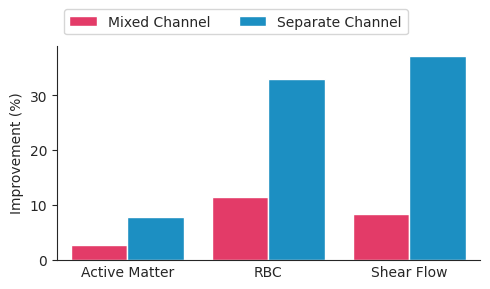 Mixed Channel Separate Channel
Improvement (%)
30
20
10
0
Active Matter RBC Shear Flow